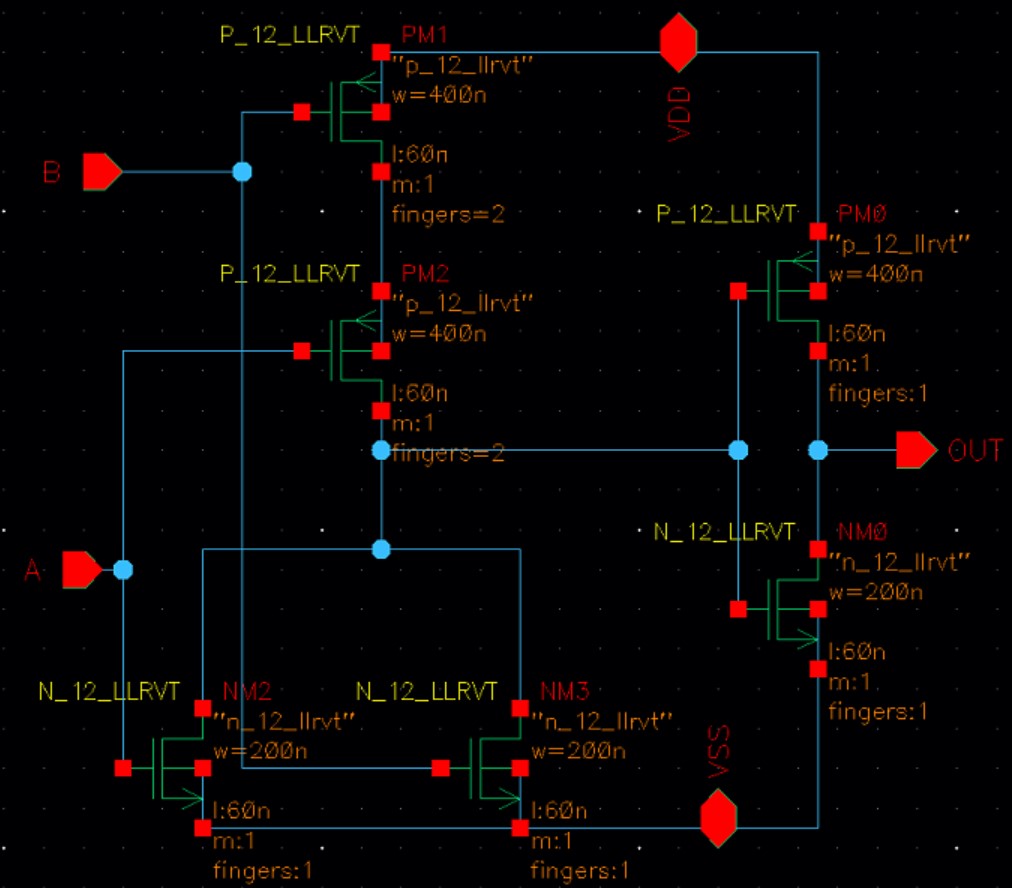 P_12_LLRVT PM1
"p_12_llrvt"
w=400n
l:60n
m:1
fingers=2
VDD
B
P_12_LLRVT PM2
"p_12_llrvt"
w=400n
l:60n
m:1
fingers=2
P_12_LLRVT PM0
"p_12_llrvt"
w=400n
l:60n
m:1
fingers:1
OUT
A
N_12_LLRVT NM0
"n_12_llrvt"
w=200n
l:60n
m:1
fingers:1
N_12_LLRVT NM2
"n_12_llrvt"
w=200n
l:60n
m:1
fingers:1
N_12_LLRVT NM3
"n_12_llrvt"
w=200n
l:60n
m:1
fingers:1
VSS